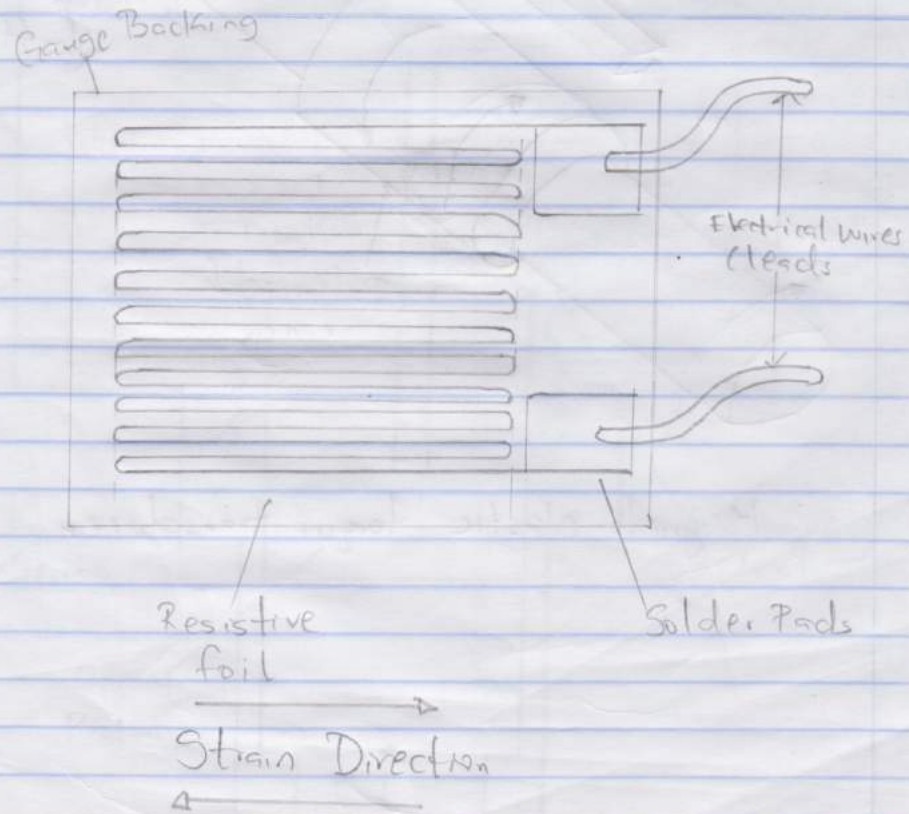 Gauge Backing
Electrical wires
(leads
Resistive
foil
Solder Pads
Strain Direction